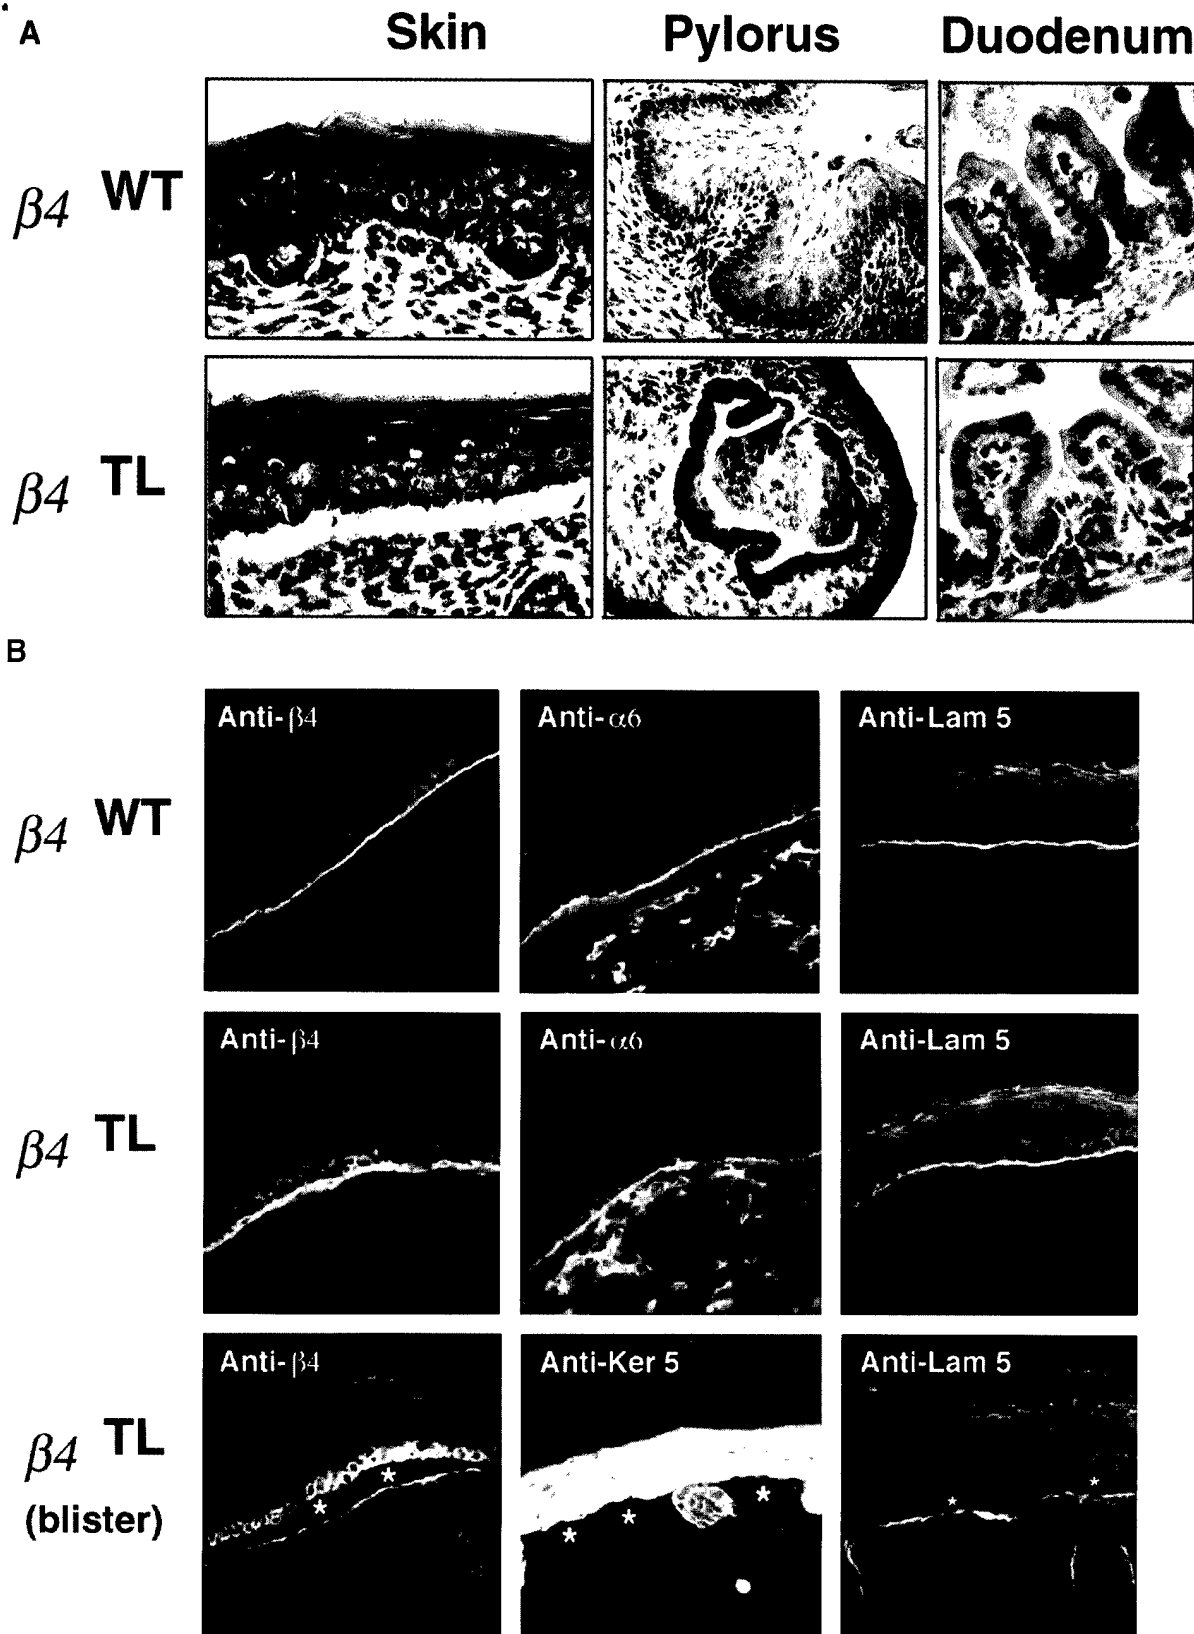 A
Skin Pylorus Duodenum
β4 WT
β4 TL
B
Anti-β4 Anti-α6 Anti-Lam 5
β4 WT
Anti-β4 Anti-α6 Anti-Lam 5
β4 TL
Anti-β4 Anti-Ker 5 Anti-Lam 5
β4 TL
(blister)
* * * * * * *